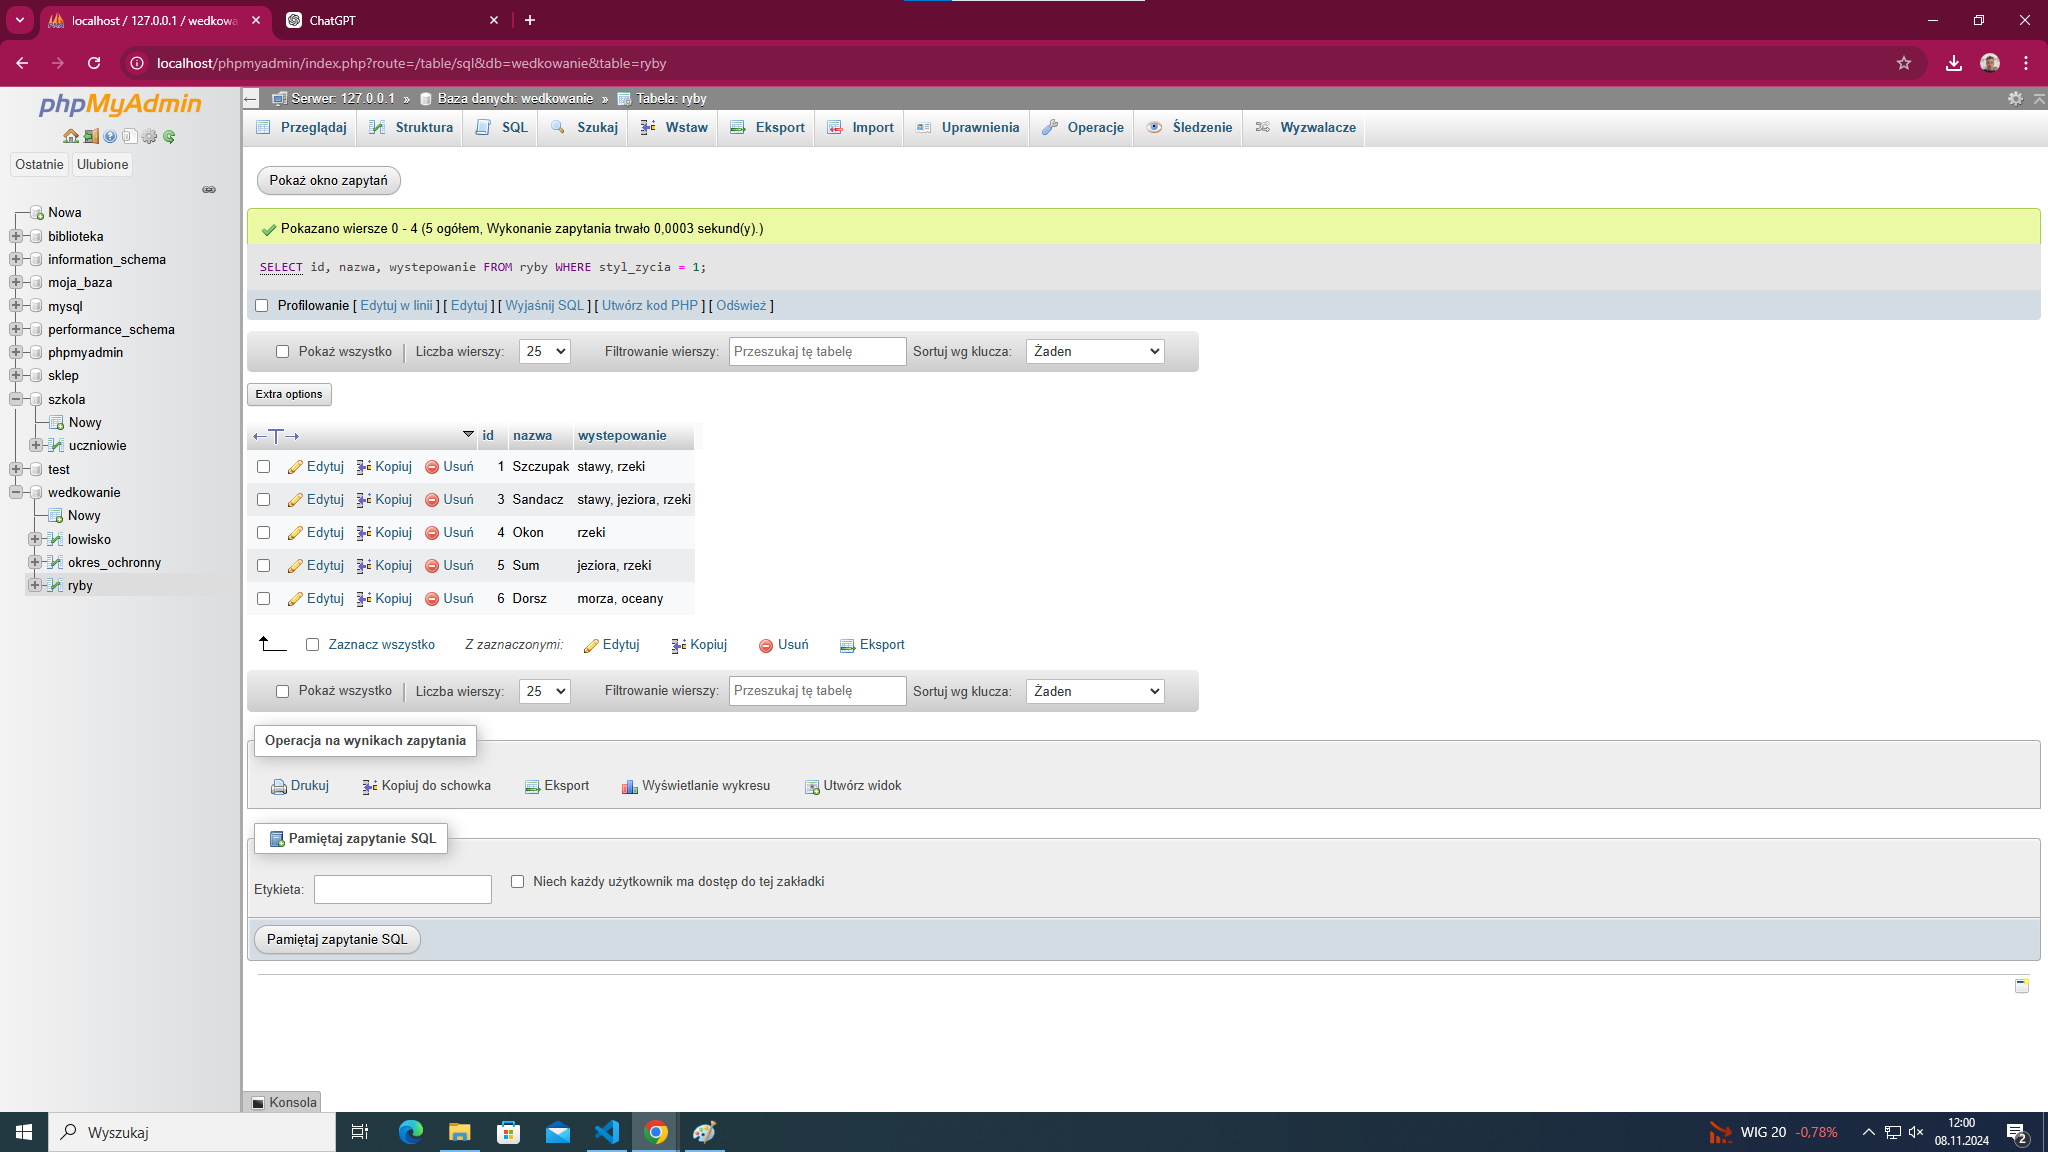 localhost / 127.0.0.1 / wedkowa
ChatGPT
localhost/phpmyadmin/index.php?route=/table/sql&db=wedkowanie&table=ryby
phpMyAdmin
Ostatnie Ulubione
Nowa
biblioteka
information_schema
moja_baza
mysql
performance_schema
phpmyadmin
sklep
szkola
Nowy
uczniowie
test
wedkowanie
Nowy
lowisko
okres_ochronny
ryby
Serwer: 127.0.0.1 » Baza danych: wedkowanie » Tabela: ryby
Przeglądaj Struktura SQL Szukaj Wstaw Eksport Import Uprawnienia Operacje Śledzenie Wyzwalacze
Pokaż okno zapytań
Pokazano wiersze 0 - 4 (5 ogółem, Wykonanie zapytania trwało 0,0003 sekund(y).)
SELECT id, nazwa, wystepowanie FROM ryby WHERE styl_zycia = 1;
Profilowanie [ Edytuj w linii ] [ Edytuj ] [ Wyjaśnij SQL ] [ Utwórz kod PHP ] [ Odśwież ]
Pokaż wszystko Liczba wierszy: 25 Filtrowanie wierszy: Przeszukaj tę tabelę Sortuj wg klucza: Żaden
Extra options
←T→ id nazwa wystepowanie
Edytuj Kopiuj Usuń 1 Szczupak stawy, rzeki
Edytuj Kopiuj Usuń 3 Sandacz stawy, jeziora, rzeki
Edytuj Kopiuj Usuń 4 Okon rzeki
Edytuj Kopiuj Usuń 5 Sum jeziora, rzeki
Edytuj Kopiuj Usuń 6 Dorsz morza, oceany
Zaznacz wszystko Z zaznaczonymi: Edytuj Kopiuj Usuń Eksport
Pokaż wszystko Liczba wierszy: 25 Filtrowanie wierszy: Przeszukaj tę tabelę Sortuj wg klucza: Żaden
Operacja na wynikach zapytania
Drukuj Kopiuj do schowka Eksport Wyświetlanie wykresu Utwórz widok
Pamiętaj zapytanie SQL
Etykieta: Niech każdy użytkownik ma dostęp do tej zakładki
Pamiętaj zapytanie SQL
Konsola
Wyszukaj
WIG 20 -0,78%
12:00
08.11.2024
2